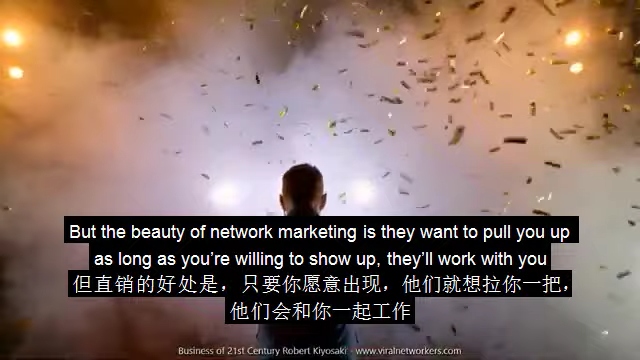 But the beauty of network marketing is they want to pull you up
as long as you're willing to show up, they'll work with you
但直销的好处是，只要你愿意出现，他们就想拉你一把，
他们会和你一起工作
Business of 21st Century Robert Kiyosaki - www.viralnetworkers.com